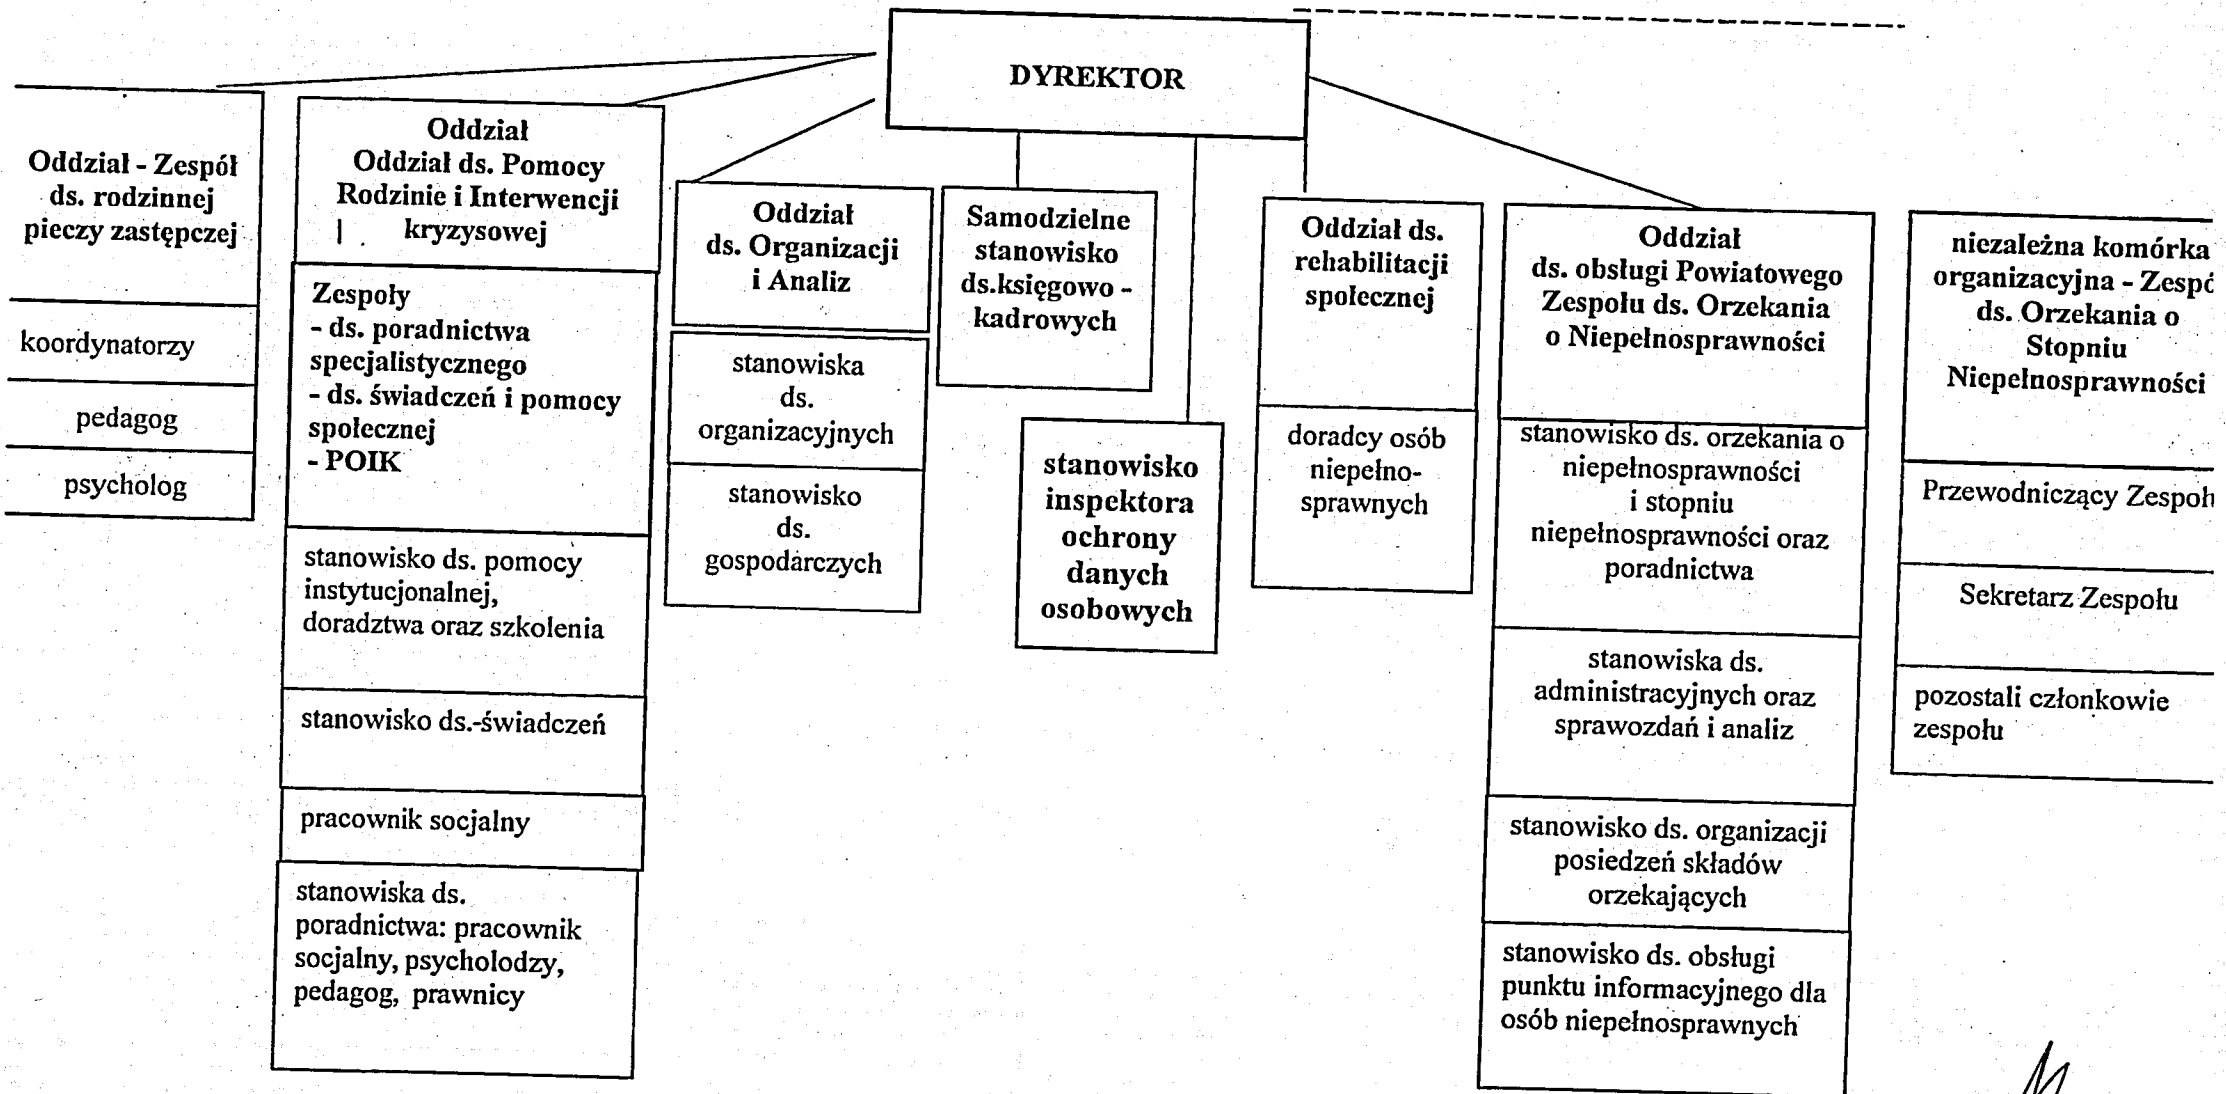 DYREKTOR
Oddział - Zespół
ds. rodzinnej
pieczy zastępczej
koordynatorzy
pedagog
psycholog
Oddział
Oddział ds. Pomocy
Rodzinie i Interwencji
kryzysowej
Zespoły
- ds. poradnictwa
specjalistycznego
- ds. świadczeń i pomocy
społecznej
- POIK
stanowisko ds. pomocy
instytucjonalnej,
doradztwa oraz szkolenia
stanowisko ds.-świadczeń
pracownik socjalny
stanowiska ds.
poradnictwa: pracownik
socjalny, psycholodzy,
pedagog, prawnicy
Oddział
ds. Organizacji
i Analiz
stanowiska
ds.
organizacyjnych
stanowisko
ds.
gospodarczych
Samodzielne
stanowisko
ds.księgowo -
kadrowych
stanowisko
inspektora
ochrony
danych
osobowych
Oddział ds.
rehabilitacji
społecznej
doradcy osób
niepełno-
sprawnych
Oddział
ds. obsługi Powiatowego
Zespołu ds. Orzekania
o Niepełnosprawności
stanowisko ds. orzekania o
niepełnosprawności
i stopniu
niepełnosprawności oraz
poradnictwa
stanowiska ds.
administracyjnych oraz
sprawozdań i analiz
stanowisko ds. organizacji
posiedzeń składów
orzekających
stanowisko ds. obsługi
punktu informacyjnego dla
osób niepełnosprawnych
niezależna komórka
organizacyjna - Zespó
ds. Orzekania o
Stopniu
Niepełnosprawności
Przewodniczący
Sekretarz Zespołu
pozostali członkowie
zespołu